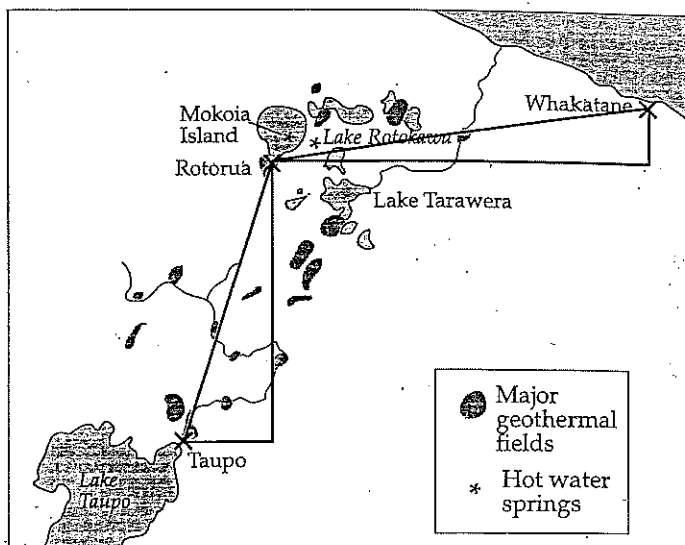 Whakatane
Mokoia
Island
Lake Rotokawa
Rotorua
Lake Tarawera
Taupo
Lake
Taupo
Major
geothermal
fields
* Hot water
springs